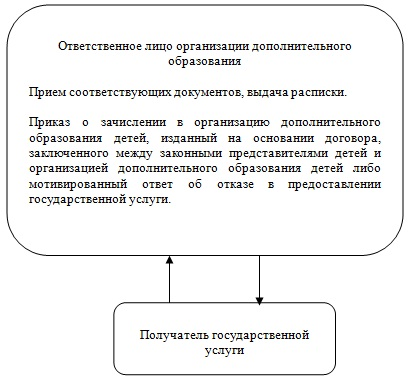 Ответственное лицо организации дополнительного
образования
Прием соответствующих документов, выдача расписки.
Приказ о зачислении в организацию дополнительного
образования детей, изданный на основании договора,
заключенного между законными представителями детей и
организацией дополнительного образования детей либо
мотивированный ответ об отказе в предоставлении
государственной услуги.
Получатель государственной
услуги